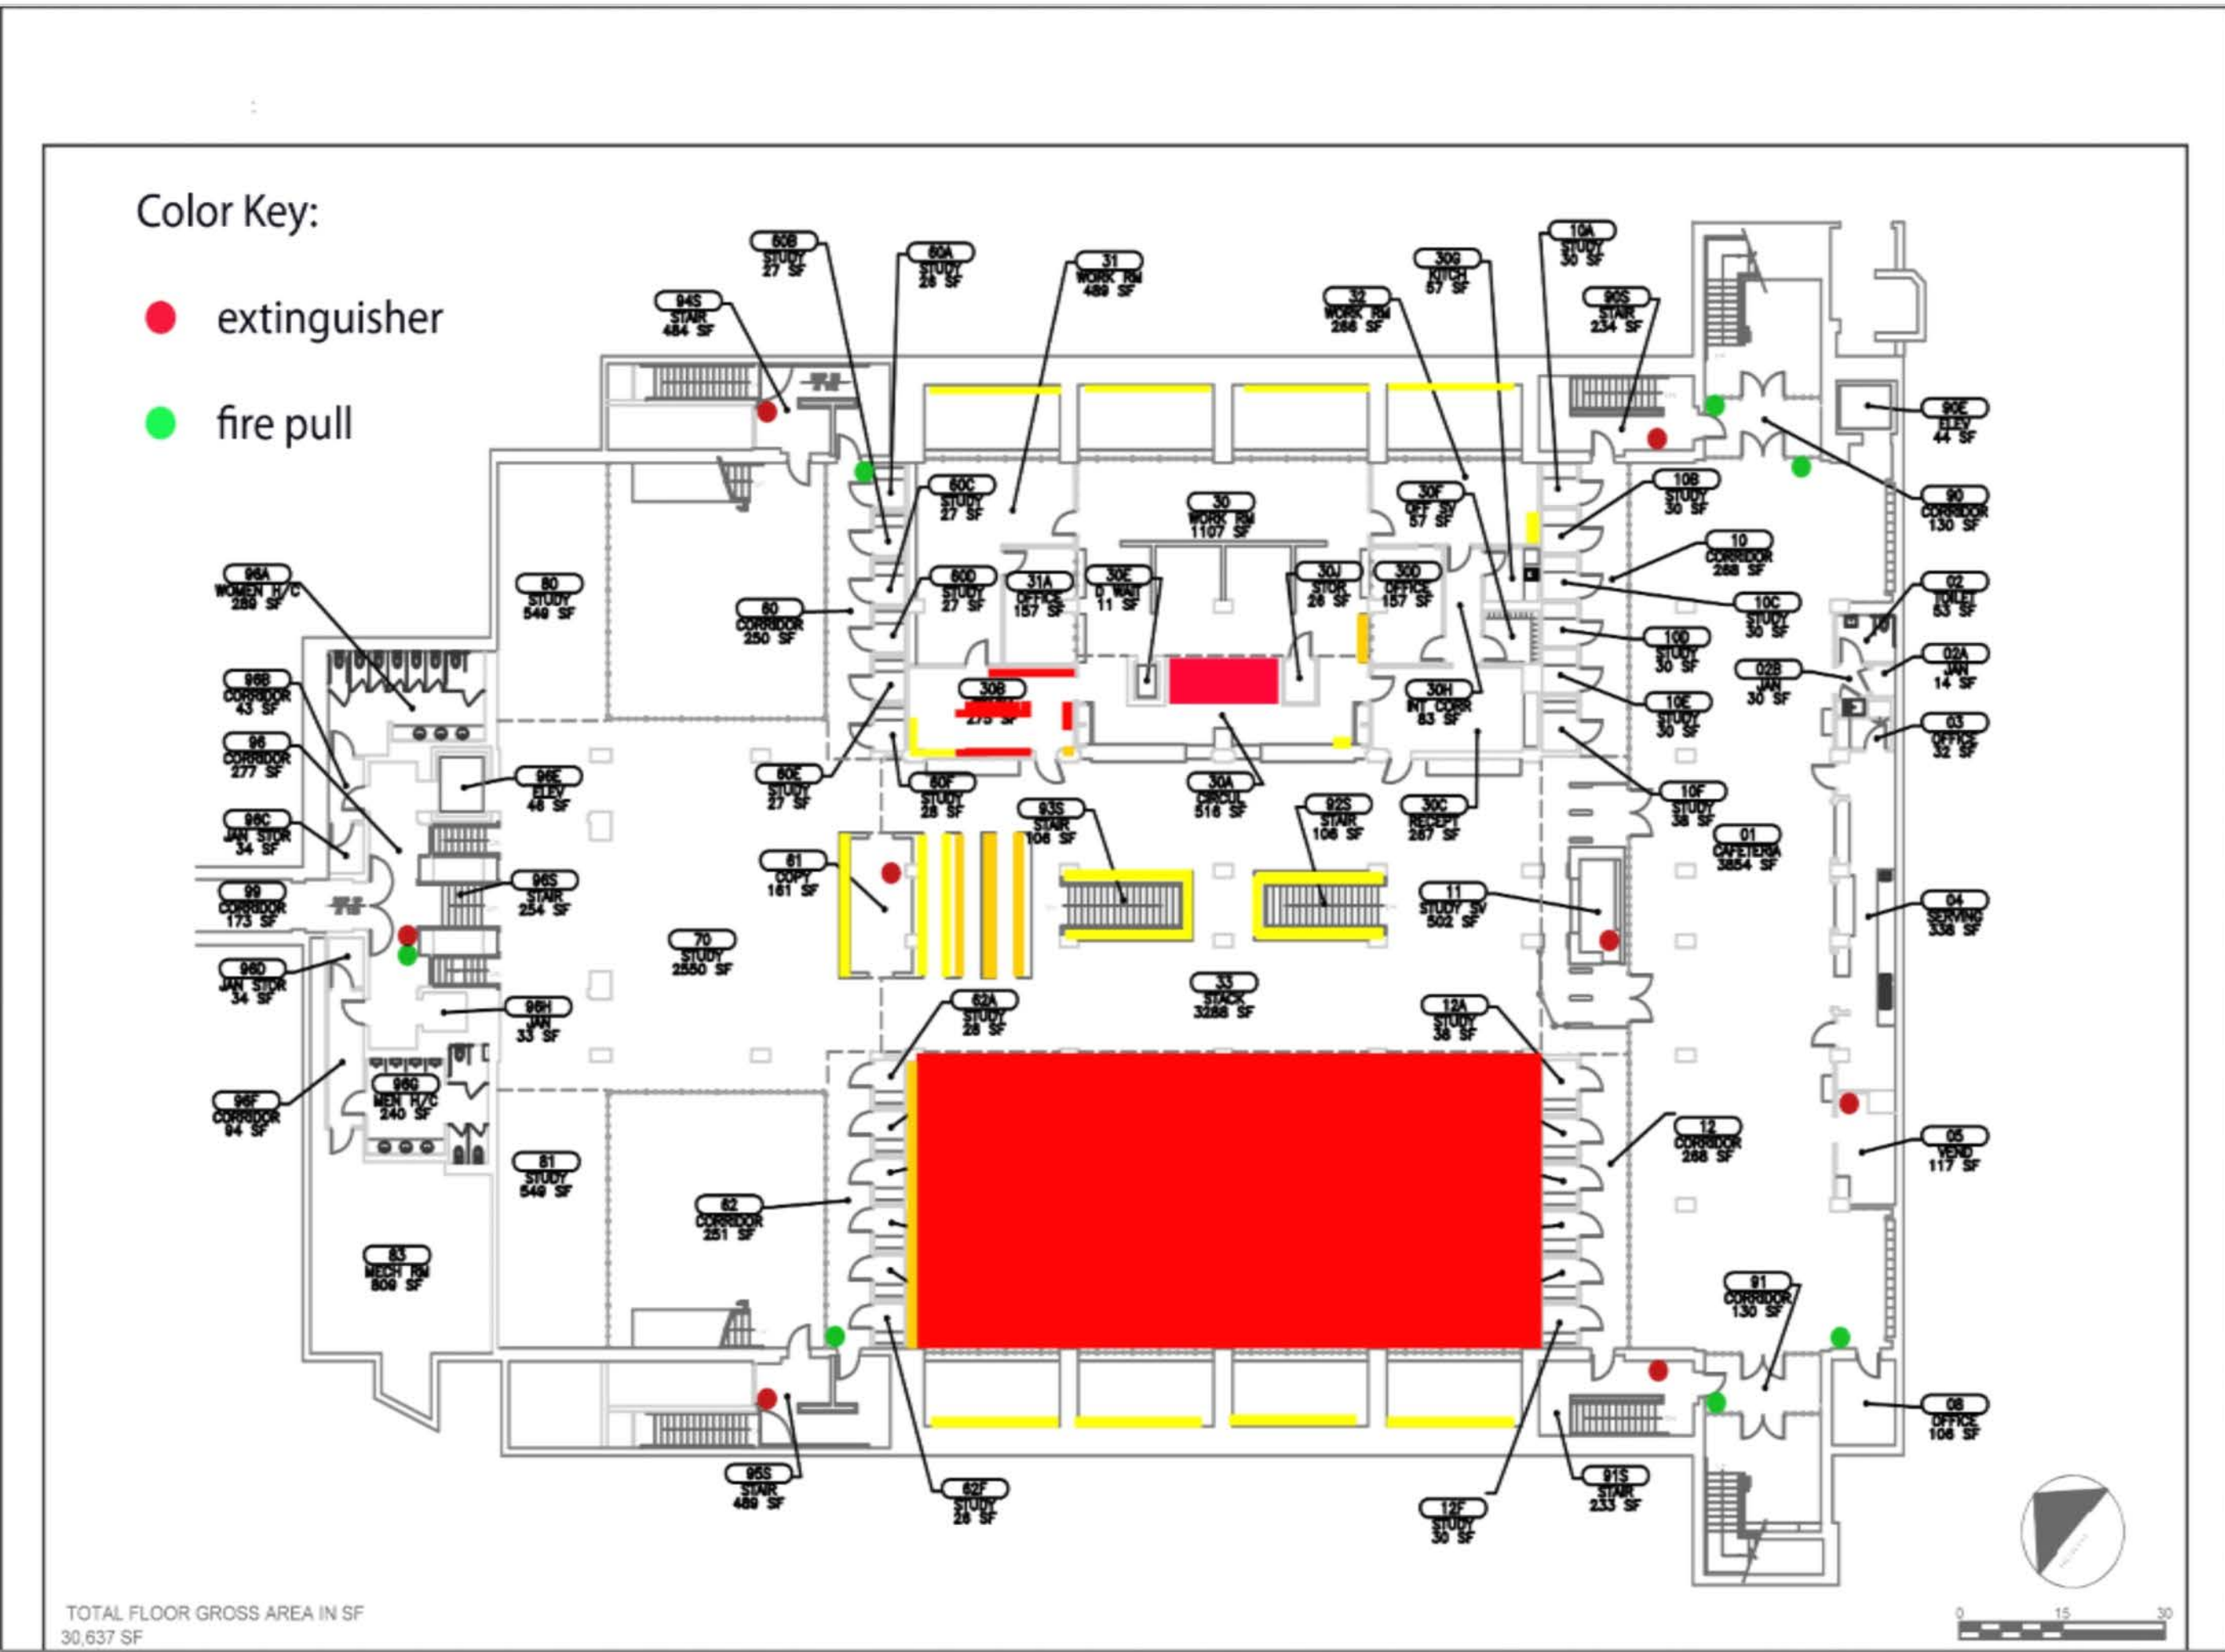 Color Key:
extinguisher
fire pull
60B
STUDY
27 SF
60A
STUDY
28 SF
31
WORK RM
489 SF
94S
STAIR
484 SF
32
WORK RM
266 SF
30G
KITCH
57 SF
10A
STUDY
30 SF
90S
STAIR
234 SF
90E
ELEV
44 SF
60C
STUDY
27 SF
30
WORK RM
1107 SF
30F
OFF SV
57 SF
10B
STUDY
30 SF
90
CORRIDOR
130 SF
10
CORRIDOR
268 SF
96A
WOMEN H/C
289 SF
80
STUDY
549 SF
60
CORRIDOR
250 SF
60D
STUDY
27 SF
31A
OFFICE
157 SF
30E
D WAIT
11 SF
30J
STOR
26 SF
30D
OFFICE
157 SF
10C
STUDY
30 SF
02
TOILET
53 SF
10D
STUDY
30 SF
02B
JAN
30 SF
02A
JAN
14 SF
96B
CORRIDOR
43 SF
30B
275 SF
30H
INT CORR
83 SF
10E
STUDY
30 SF
03
OFFICE
32 SF
96
CORRIDOR
277 SF
96E
ELEV
48 SF
60E
STUDY
27 SF
60F
STUDY
28 SF
30A
CIRCUL
516 SF
93S
STAIR
106 SF
92S
STAIR
106 SF
30C
RECEPT
267 SF
10F
STUDY
38 SF
01
CAFETERIA
3854 SF
96C
JAN STOR
34 SF
61
COPY
161 SF
99
CORRIDOR
173 SF
96S
STAIR
254 SF
11
STUDY SV
502 SF
04
SERVING
338 SF
70
STUDY
2550 SF
96D
JAN STOR
34 SF
33
STACK
3288 SF
96H
JAN
33 SF
62A
STUDY
28 SF
12A
STUDY
38 SF
96G
MEN H/C
240 SF
96F
CORRIDOR
94 SF
12
CORRIDOR
268 SF
05
VEND
117 SF
81
STUDY
549 SF
62
CORRIDOR
251 SF
83
MECH RM
809 SF
91
CORRIDOR
130 SF
08
OFFICE
106 SF
95S
STAIR
489 SF
62F
STUDY
28 SF
12F
STUDY
30 SF
91S
STAIR
233 SF
TOTAL FLOOR GROSS AREA IN SF
30,637 SF
0 15 30